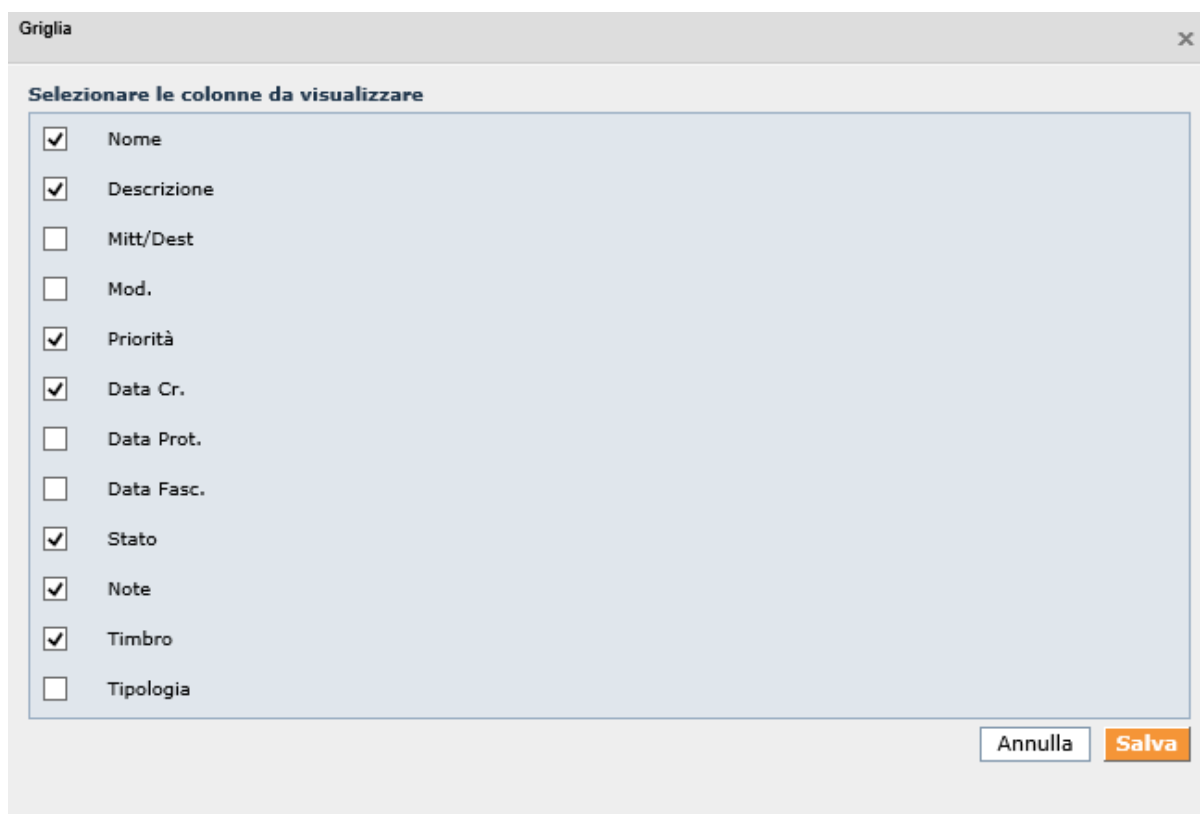 Griglia
Selezionare le colonne da visualizzare
Nome
Descrizione
Mitt/Dest
Mod.
Priorità
Data Cr.
Data Prot.
Data Fasc.
Stato
Note
Timbro
Tipologia
Annulla Salva